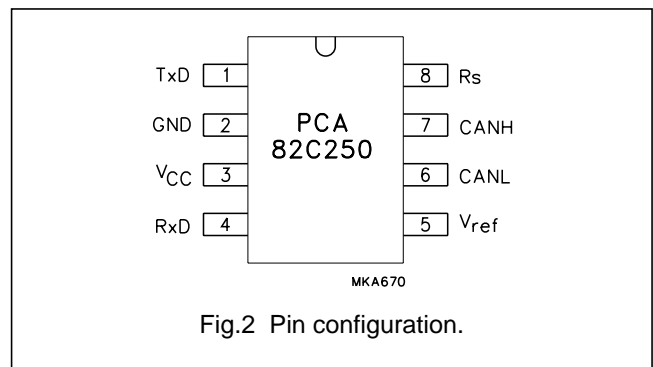 TxD 1
GND 2
VCC 3
RxD 4
PCA
82C250
8 Rs
7 CANH
6 CANL
5 Vref
MKA670
Fig.2 Pin configuration.